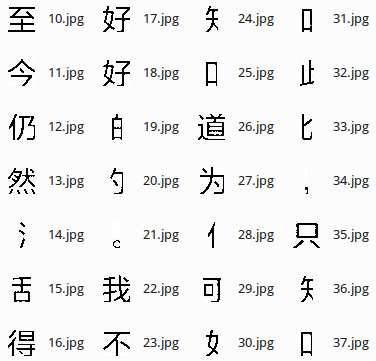 至 10.jpg
今 11.jpg
仍 12.jpg
然 13.jpg
氵 14.jpg
舌 15.jpg
得 16.jpg
好 17.jpg
好 18.jpg
白 19.jpg
勺 20.jpg
。 21.jpg
我 22.jpg
不 23.jpg
矢 24.jpg
口 25.jpg
道 26.jpg
为 27.jpg
亻 28.jpg
可 29.jpg
女 30.jpg
口 31.jpg
止 32.jpg
匕 33.jpg
， 34.jpg
只 35.jpg
矢 36.jpg
口 37.jpg